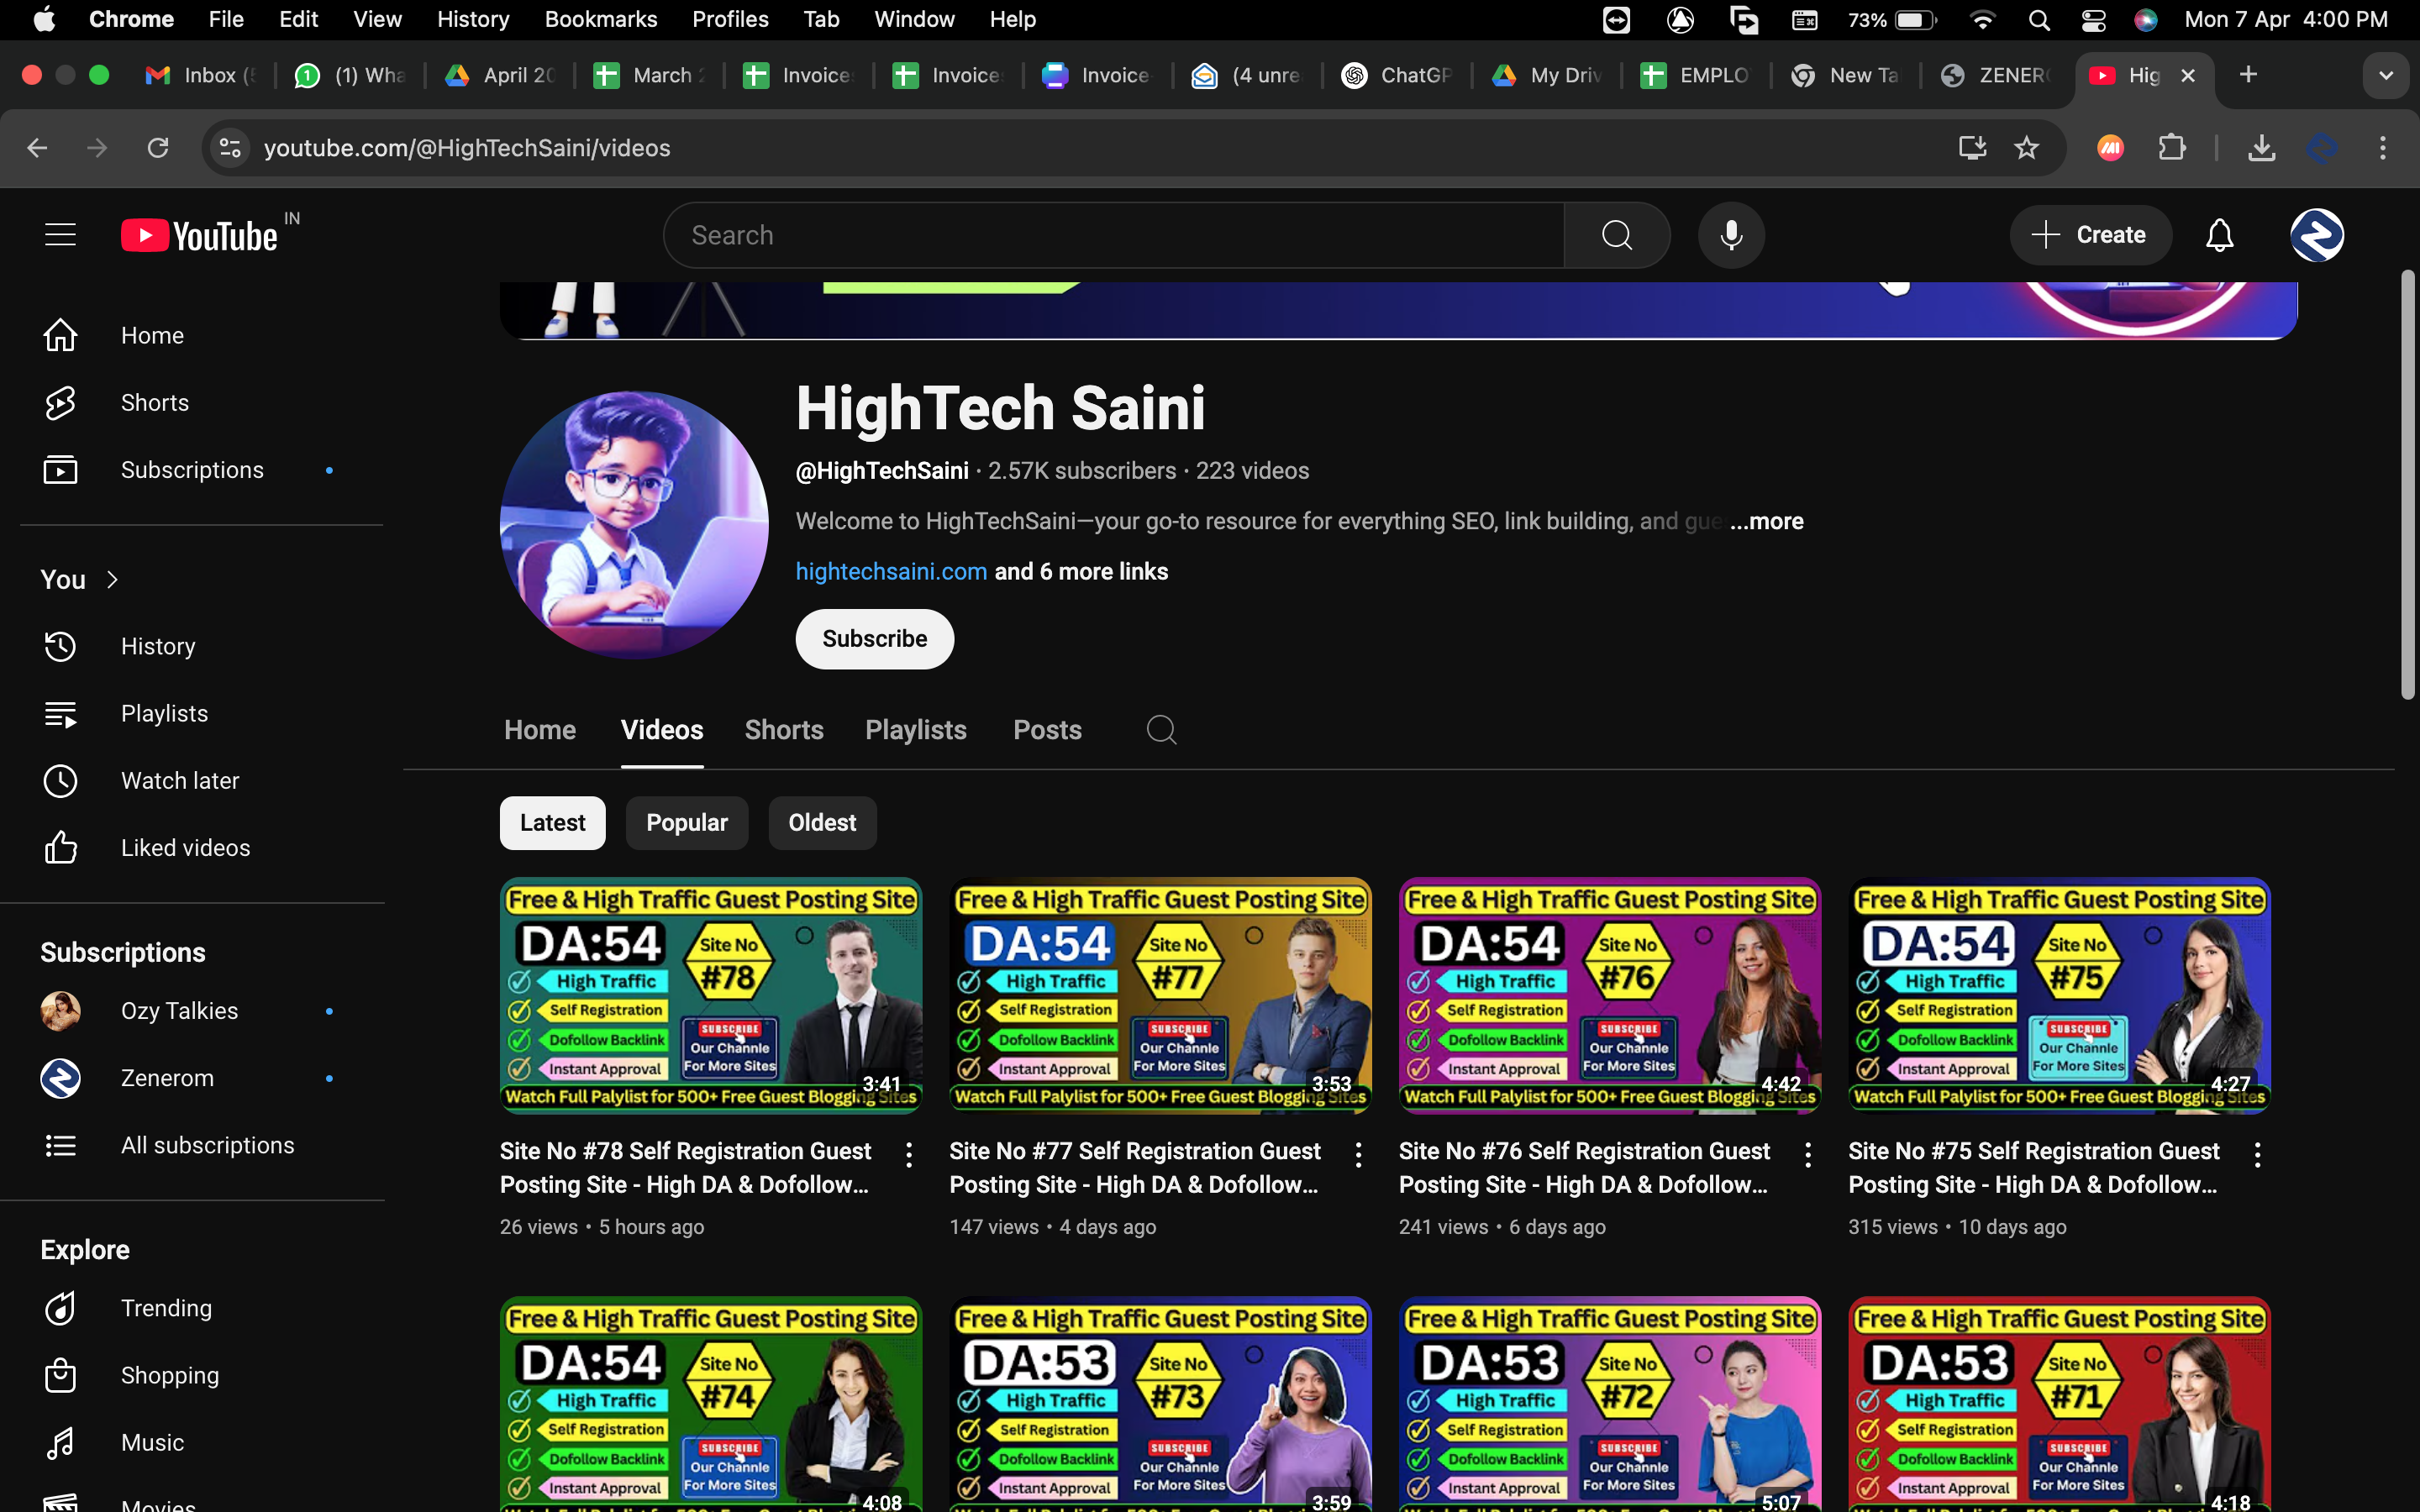 Chrome File Edit View History Bookmarks Profiles Tab Window Help 73% Mon 7 Apr 4:00 PM
Inbox ( (1) Wha April 20 March 2 Invoice Invoice Invoice (4 unre ChatGP My Driv EMPLO New Ta ZENER Hig
youtube.com/@HighTechSaini/videos
YouTube IN
Search
Create
Home
Shorts
Subscriptions
You
History
Playlists
Watch later
Liked videos
Subscriptions
Ozy Talkies
Zenerom
All subscriptions
Explore
Trending
Shopping
Music
Movies
HighTech Saini
@HighTechSaini · 2.57K subscribers · 223 videos
Welcome to HighTechSaini—your go-to resource for everything SEO, link building, and gue ...more
hightechsaini.com and 6 more links
Subscribe
Home Videos Shorts Playlists Posts
Latest Popular Oldest
Free & High Traffic Guest Posting Site
DA:54
Site No
#78
High Traffic
Self Registration
Dofollow Backlink
Instant Approval
SUBSCRIBE
Our Channle
For More Sites
3:41
Watch Full Palylist for 500+ Free Guest Blogging Sites
Site No #78 Self Registration Guest
Posting Site - High DA & Dofollow...
26 views • 5 hours ago
Free & High Traffic Guest Posting Site
DA:54
Site No
#77
High Traffic
Self Registration
Dofollow Backlink
Instant Approval
SUBSCRIBE
Our Channle
For More Sites
3:53
Watch Full Palylist for 500+ Free Guest Blogging Sites
Site No #77 Self Registration Guest
Posting Site - High DA & Dofollow...
147 views • 4 days ago
Free & High Traffic Guest Posting Site
DA:54
Site No
#76
High Traffic
Self Registration
Dofollow Backlink
Instant Approval
SUBSCRIBE
Our Channle
For More Sites
4:42
Watch Full Palylist for 500+ Free Guest Blogging Sites
Site No #76 Self Registration Guest
Posting Site - High DA & Dofollow...
241 views • 6 days ago
Free & High Traffic Guest Posting Site
DA:54
Site No
#75
High Traffic
Self Registration
Dofollow Backlink
Instant Approval
SUBSCRIBE
Our Channle
For More Sites
4:27
Watch Full Palylist for 500+ Free Guest Blogging Sites
Site No #75 Self Registration Guest
Posting Site - High DA & Dofollow...
315 views • 10 days ago
Free & High Traffic Guest Posting Site
DA:54
Site No
#74
High Traffic
Self Registration
Dofollow Backlink
Instant Approval
SUBSCRIBE
Our Channle
For More Sites
4:08
Free & High Traffic Guest Posting Site
DA:53
Site No
#73
High Traffic
Self Registration
Dofollow Backlink
Instant Approval
SUBSCRIBE
Our Channle
For More Sites
3:59
Free & High Traffic Guest Posting Site
DA:53
Site No
#72
High Traffic
Self Registration
Dofollow Backlink
Instant Approval
SUBSCRIBE
Our Channle
For More Sites
5:07
Free & High Traffic Guest Posting Site
DA:53
Site No
#71
High Traffic
Self Registration
Dofollow Backlink
Instant Approval
SUBSCRIBE
Our Channle
For More Sites
4:18